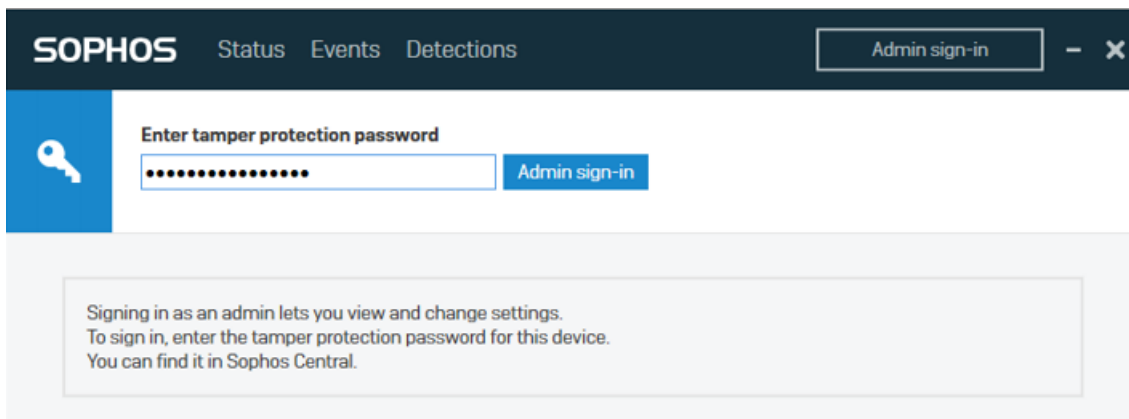 SOPHOS Status Events Detections Admin sign-in
Enter tamper protection password
Admin sign-in
Signing in as an admin lets you view and change settings.
To sign in, enter the tamper protection password for this device.
You can find it in Sophos Central.